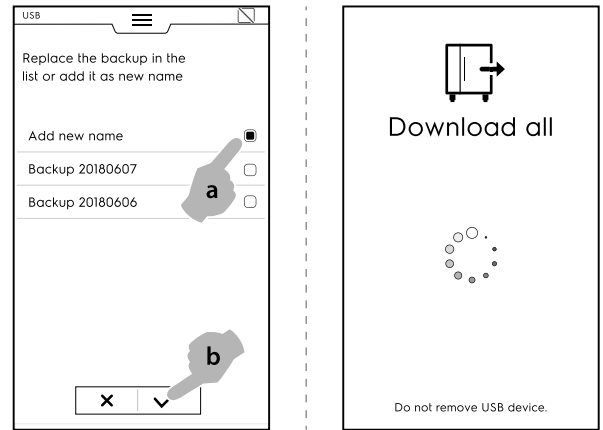 USB
Replace the backup in the
list or add it as new name
Add new name
Backup 20180607
a
Backup 20180606
b
Download all
Do not remove USB device.